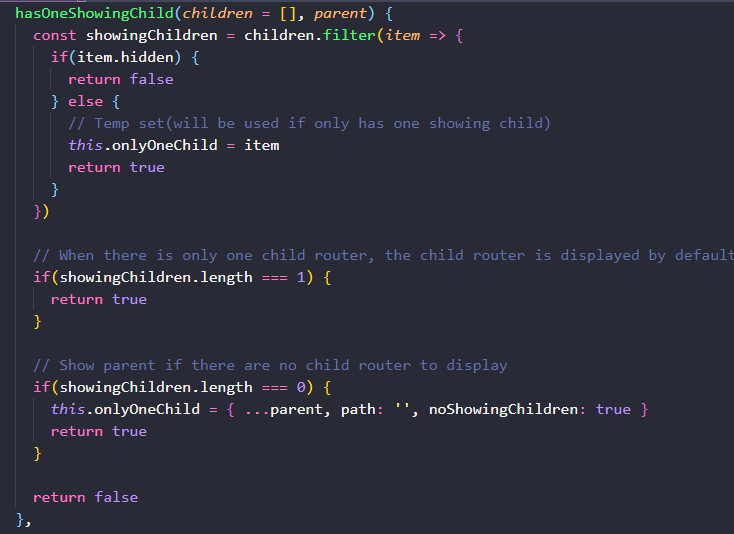 hasOneShowingChild(children = [], parent) {
const showingChildren = children.filter(item => {
if(item.hidden) {
return false
} else {
// Temp set(will be used if only has one showing child)
this.onlyOneChild = item
return true
}
})
// When there is only one child router, the child router is displayed by default
if(showingChildren.length === 1) {
return true
}
// Show parent if there are no child router to display
if(showingChildren.length === 0) {
this.onlyOneChild = { ...parent, path: '', noShowingChildren: true }
return true
}
return false
},